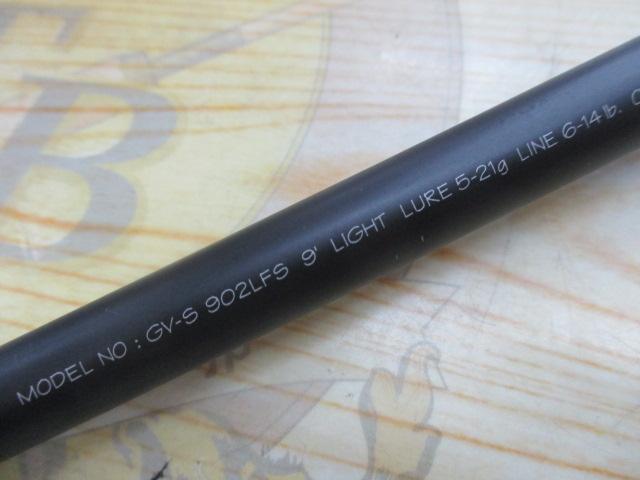 MODEL NO : GV-S 902LFS 9' LIGHT LURE 5-21g LINE 6-14lb.
B